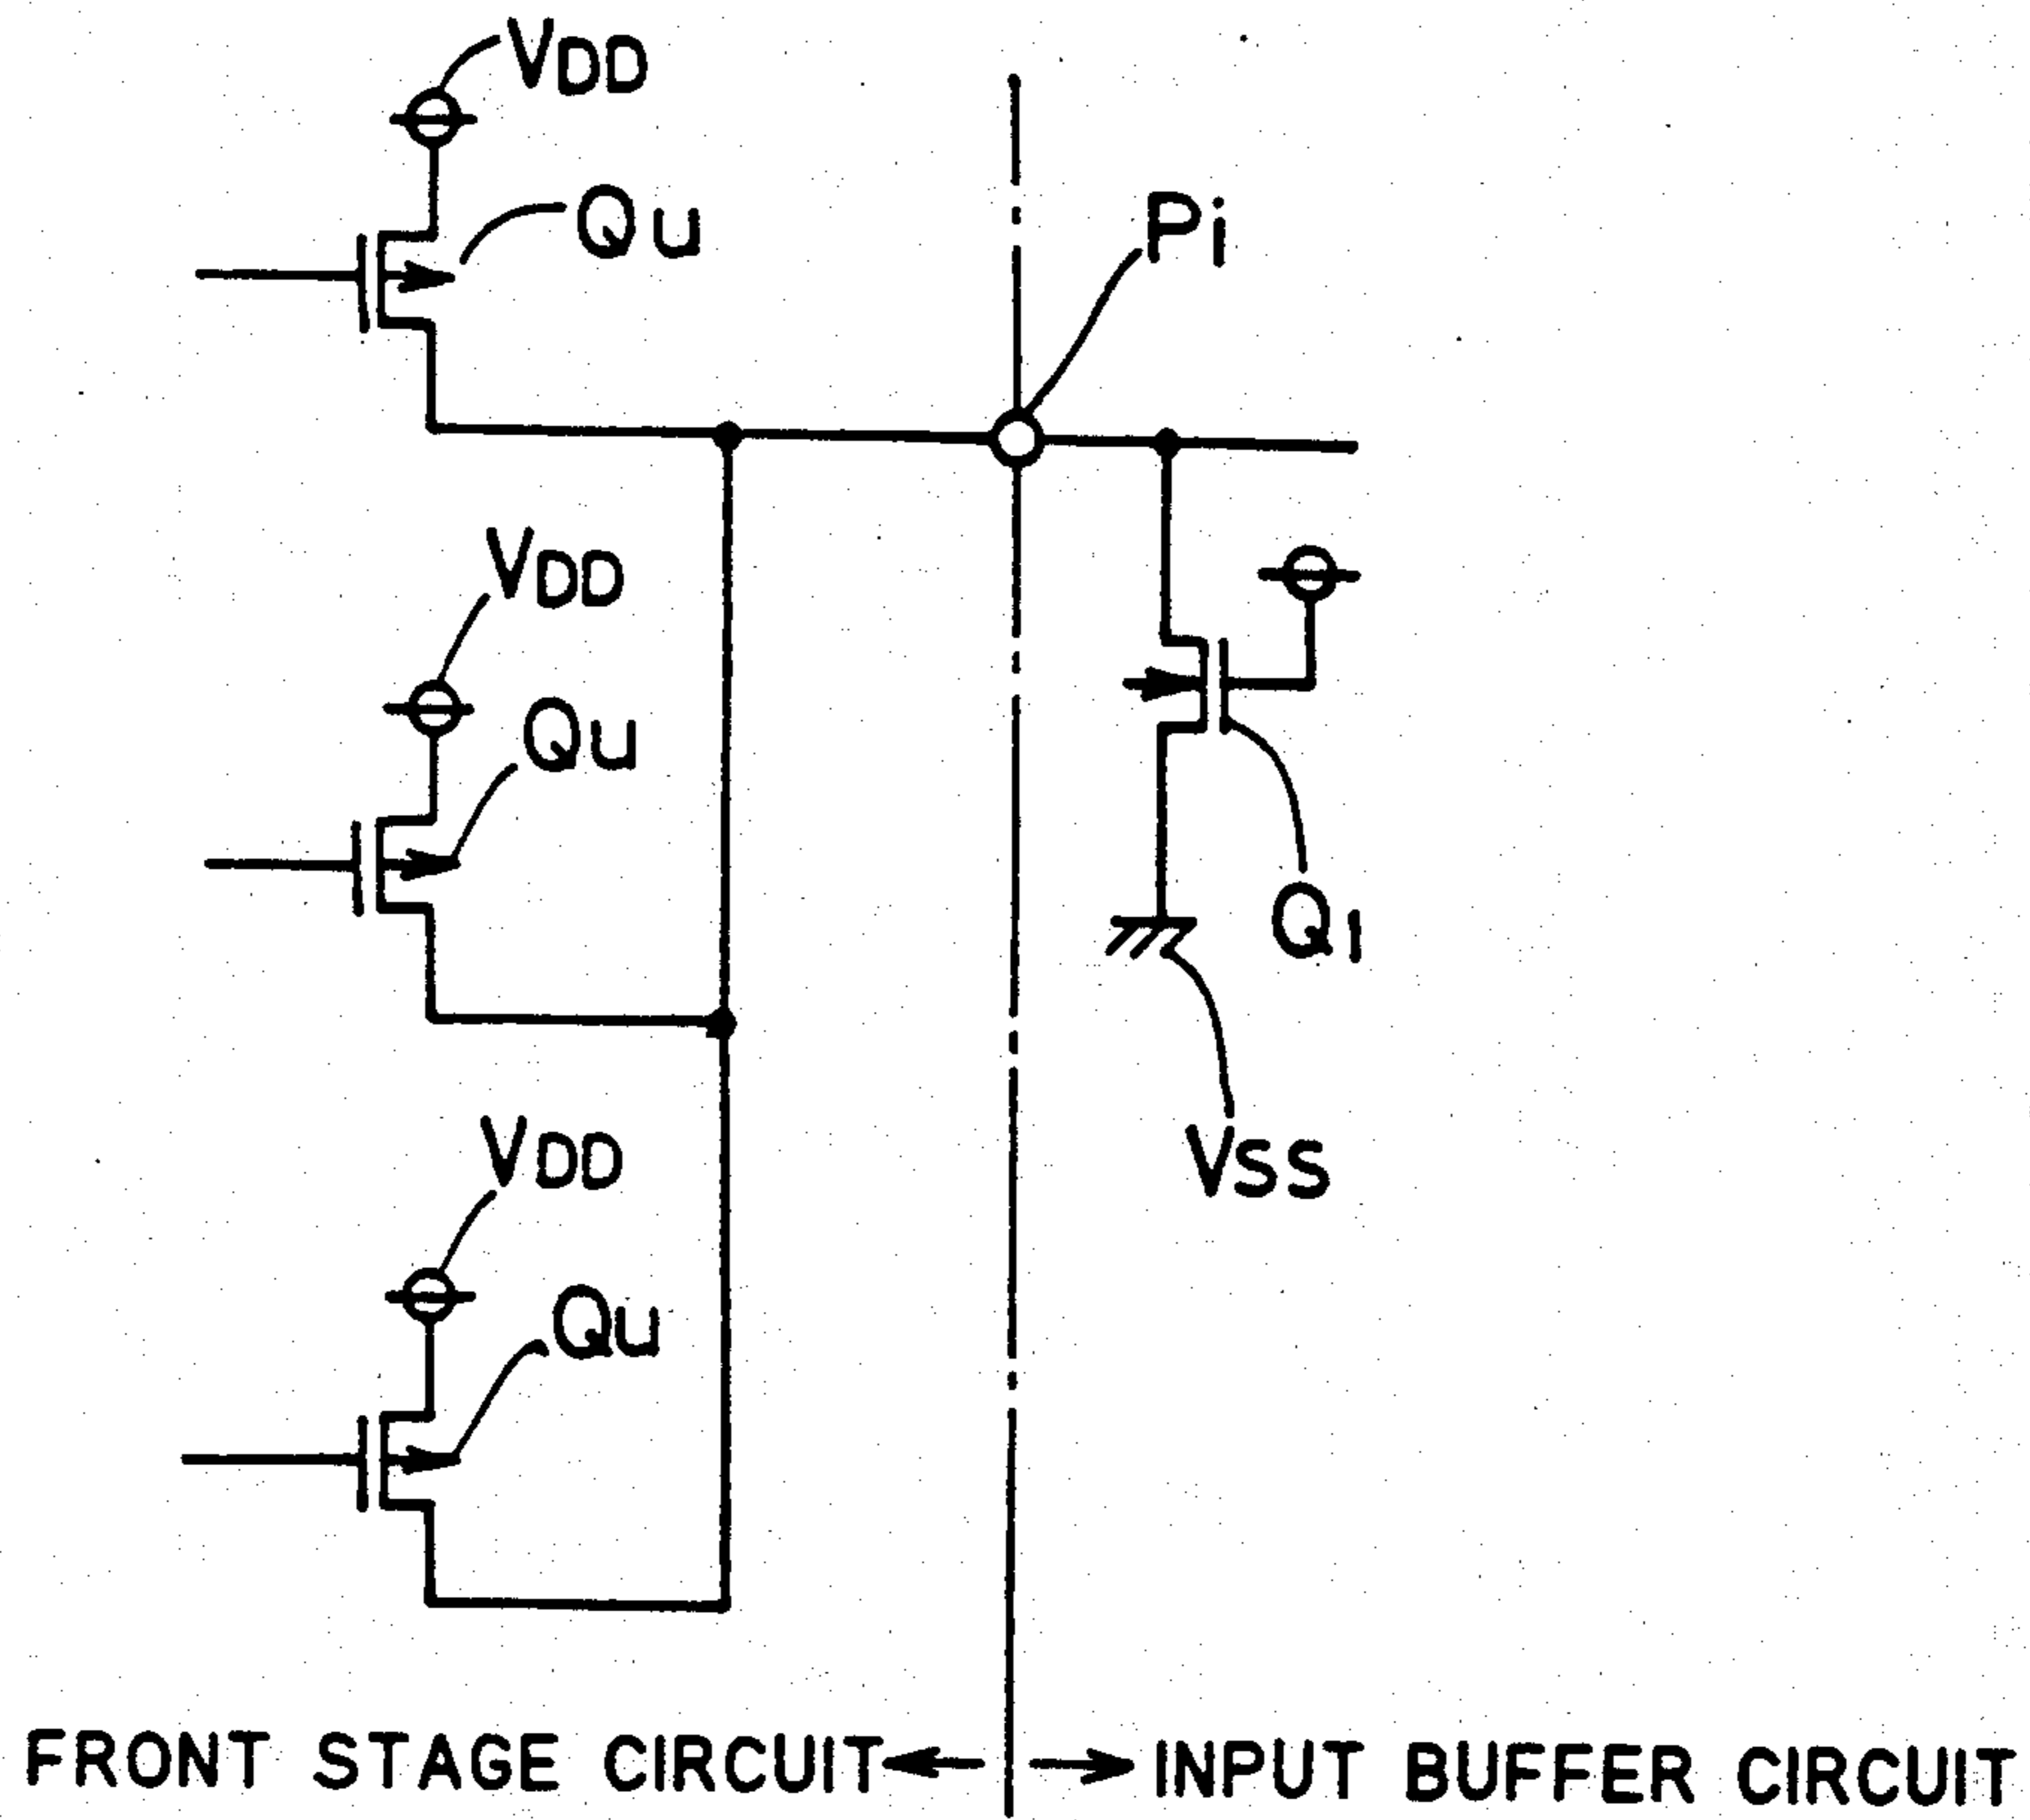 VDD
Qu
Pi
VDD
Qu
Q1
VDD
VSS
Qu
FRONT STAGE CIRCUIT
INPUT BUFFER CIRCUIT